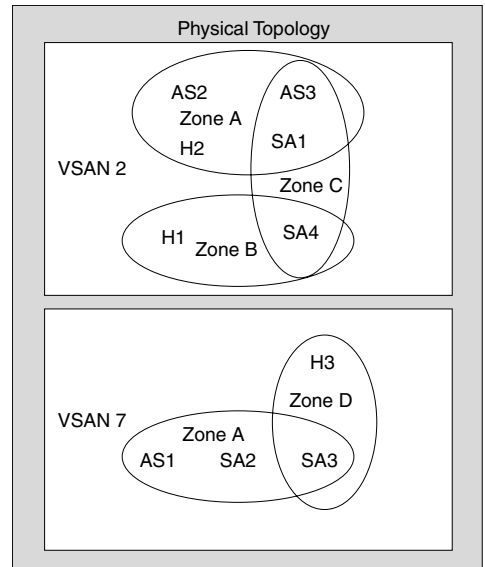 Physical Topology
AS2 AS3
Zone A
H2 SA1
VSAN 2
Zone C
H1 SA4
Zone B
H3
Zone D
VSAN 7
Zone A
AS1 SA2 SA3